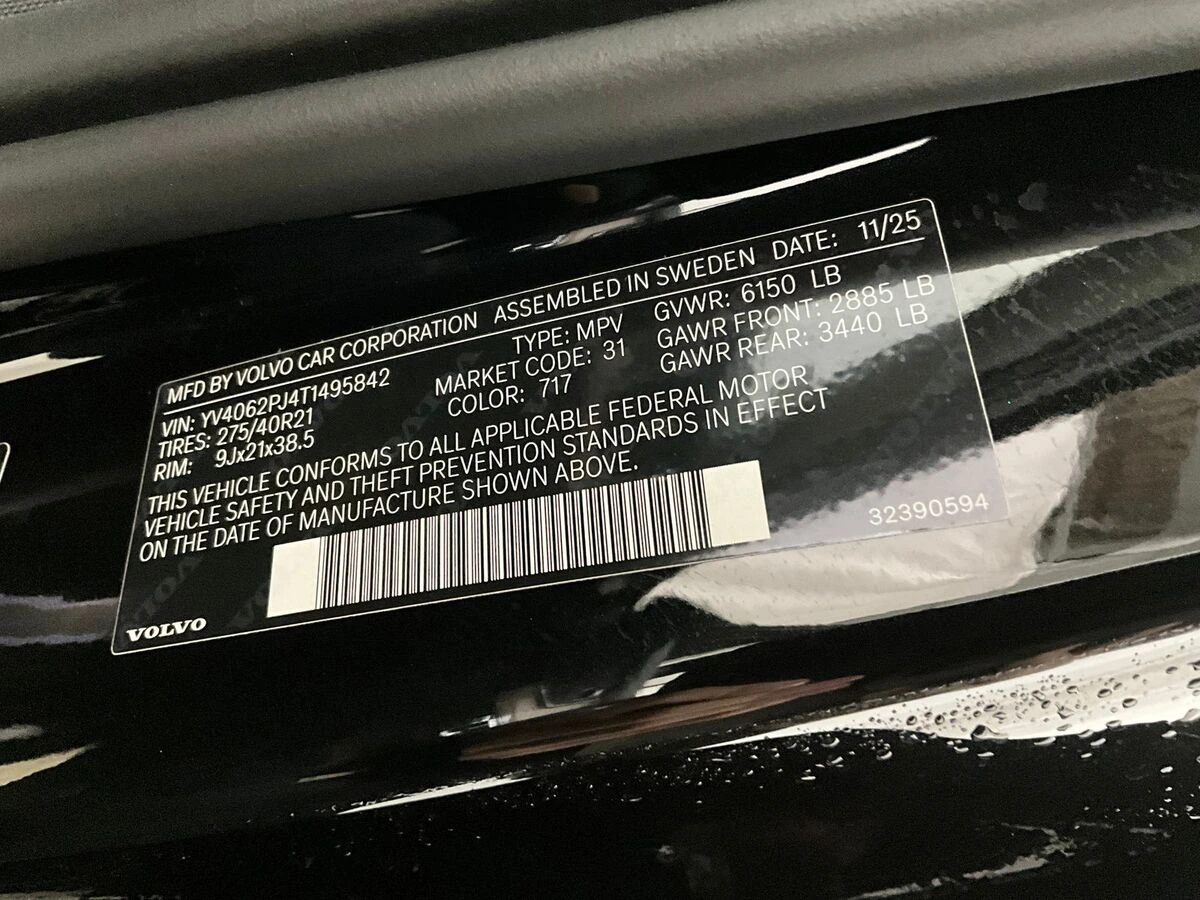 MFD BY VOLVO CAR CORPORATION ASSEMBLED IN SWEDEN DATE: 11/25
VIN: YV4062PJ4T1495842 TYPE: MPV GVWR: 6150 LB
TIRES: 275/40R21 MARKET CODE: 31 GAWR FRONT: 2885 LB
RIM: 9Jx21x38.5 COLOR: 717 GAWR REAR: 3440 LB
THIS VEHICLE CONFORMS TO ALL APPLICABLE FEDERAL MOTOR
VEHICLE SAFETY AND THEFT PREVENTION STANDARDS IN EFFECT
ON THE DATE OF MANUFACTURE SHOWN ABOVE.
32390594
VOLVO